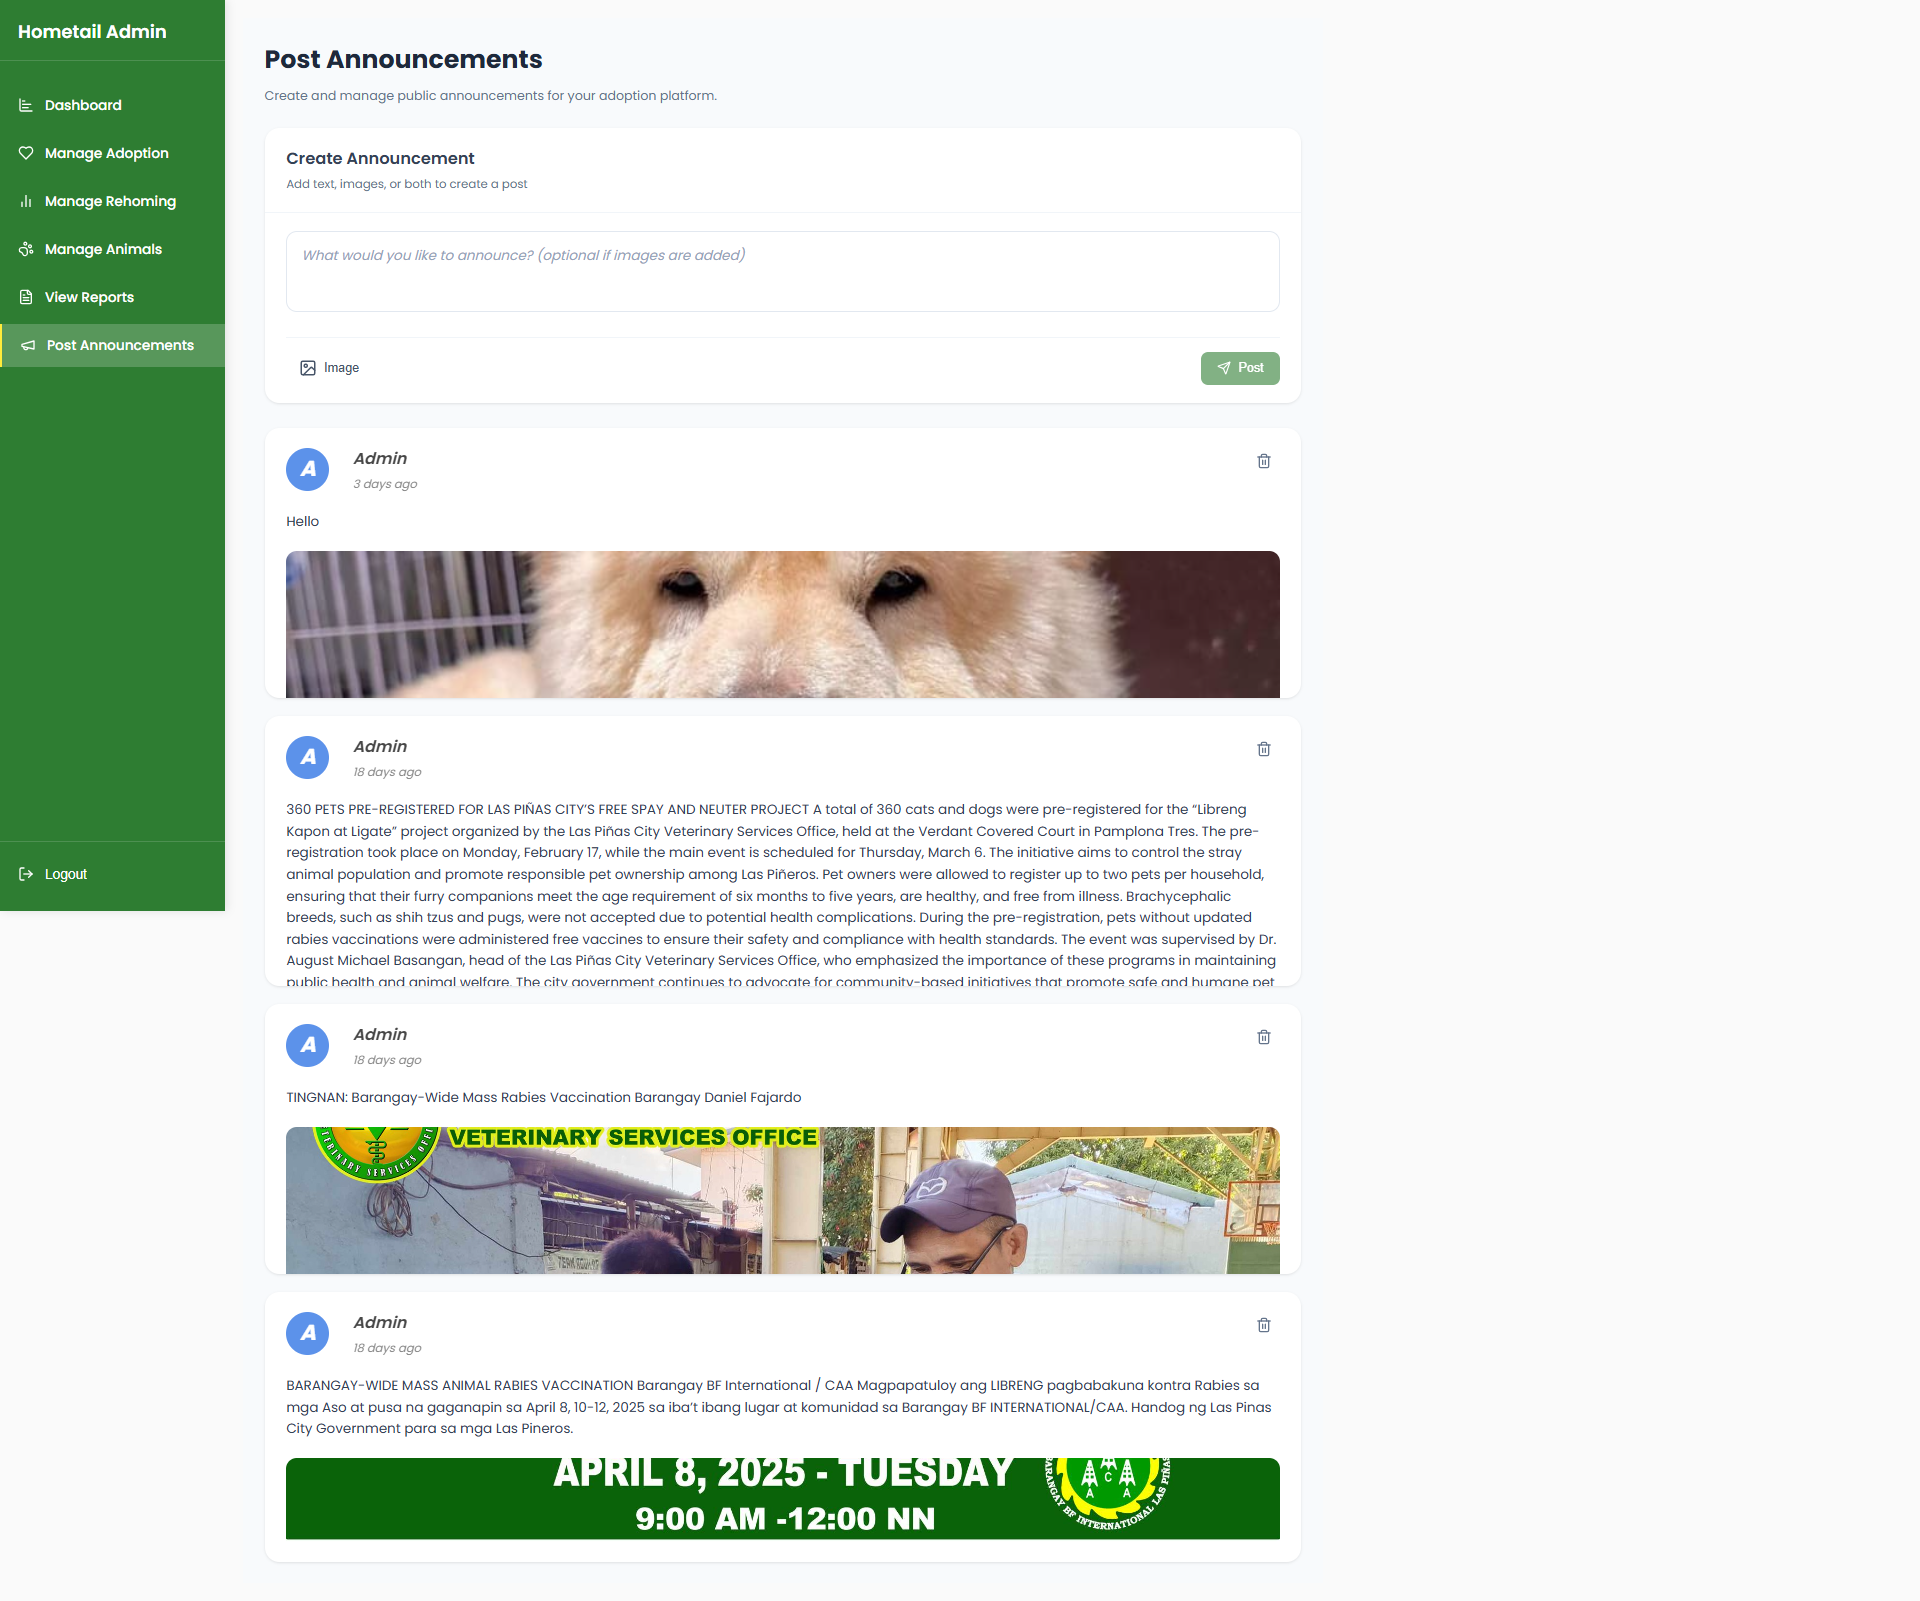 Hometail Admin
Dashboard
Manage Adoption
Manage Rehoming
Manage Animals
View Reports
Post Announcements
Logout
Post Announcements
Create and manage public announcements for your adoption platform.
Create Announcement
Add text, images, or both to create a post
What would you like to announce? (optional if images are added)
Image
Post
A
Admin
3 days ago
Hello
A
Admin
18 days ago
360 PETS PRE-REGISTERED FOR LAS PIÑAS CITY’S FREE SPAY AND NEUTER PROJECT A total of 360 cats and dogs were pre-registered for the “Libreng
Kapon at Ligate” project organized by the Las Piñas City Veterinary Services Office, held at the Verdant Covered Court in Pamplona Tres. The pre-
registration took place on Monday, February 17, while the main event is scheduled for Thursday, March 6. The initiative aims to control the stray
animal population and promote responsible pet ownership among Las Piñeros. Pet owners were allowed to register up to two pets per household,
ensuring that their furry companions meet the age requirement of six months to five years, are healthy, and free from illness. Brachycephalic
breeds, such as shih tzus and pugs, were not accepted due to potential health complications. During the pre-registration, pets without updated
rabies vaccinations were administered free vaccines to ensure their safety and compliance with health standards. The event was supervised by Dr.
August Michael Basangan, head of the Las Piñas City Veterinary Services Office, who emphasized the importance of these programs in maintaining
public health and animal welfare. The city government continues to advocate for community-based initiatives that promote safe and humane pet
A
Admin
18 days ago
TINGNAN: Barangay-Wide Mass Rabies Vaccination Barangay Daniel Fajardo
VETERINARY SERVICES OFFICE
SERVICES
A
Admin
18 days ago
BARANGAY-WIDE MASS ANIMAL RABIES VACCINATION Barangay BF International / CAA Magpapatuloy ang LIBRENG pagbabakuna kontra Rabies sa
mga Aso at pusa na gaganapin sa April 8, 10-12, 2025 sa iba’t ibang lugar at komunidad sa Barangay BF INTERNATIONAL/CAA. Handog ng Las Pinas
City Government para sa mga Las Pineros.
APRIL 8, 2025 - TUESDAY
9:00 AM -12:00 NN
C
A A
BARANGAY BF INTERNATIONAL LAS PIÑAS